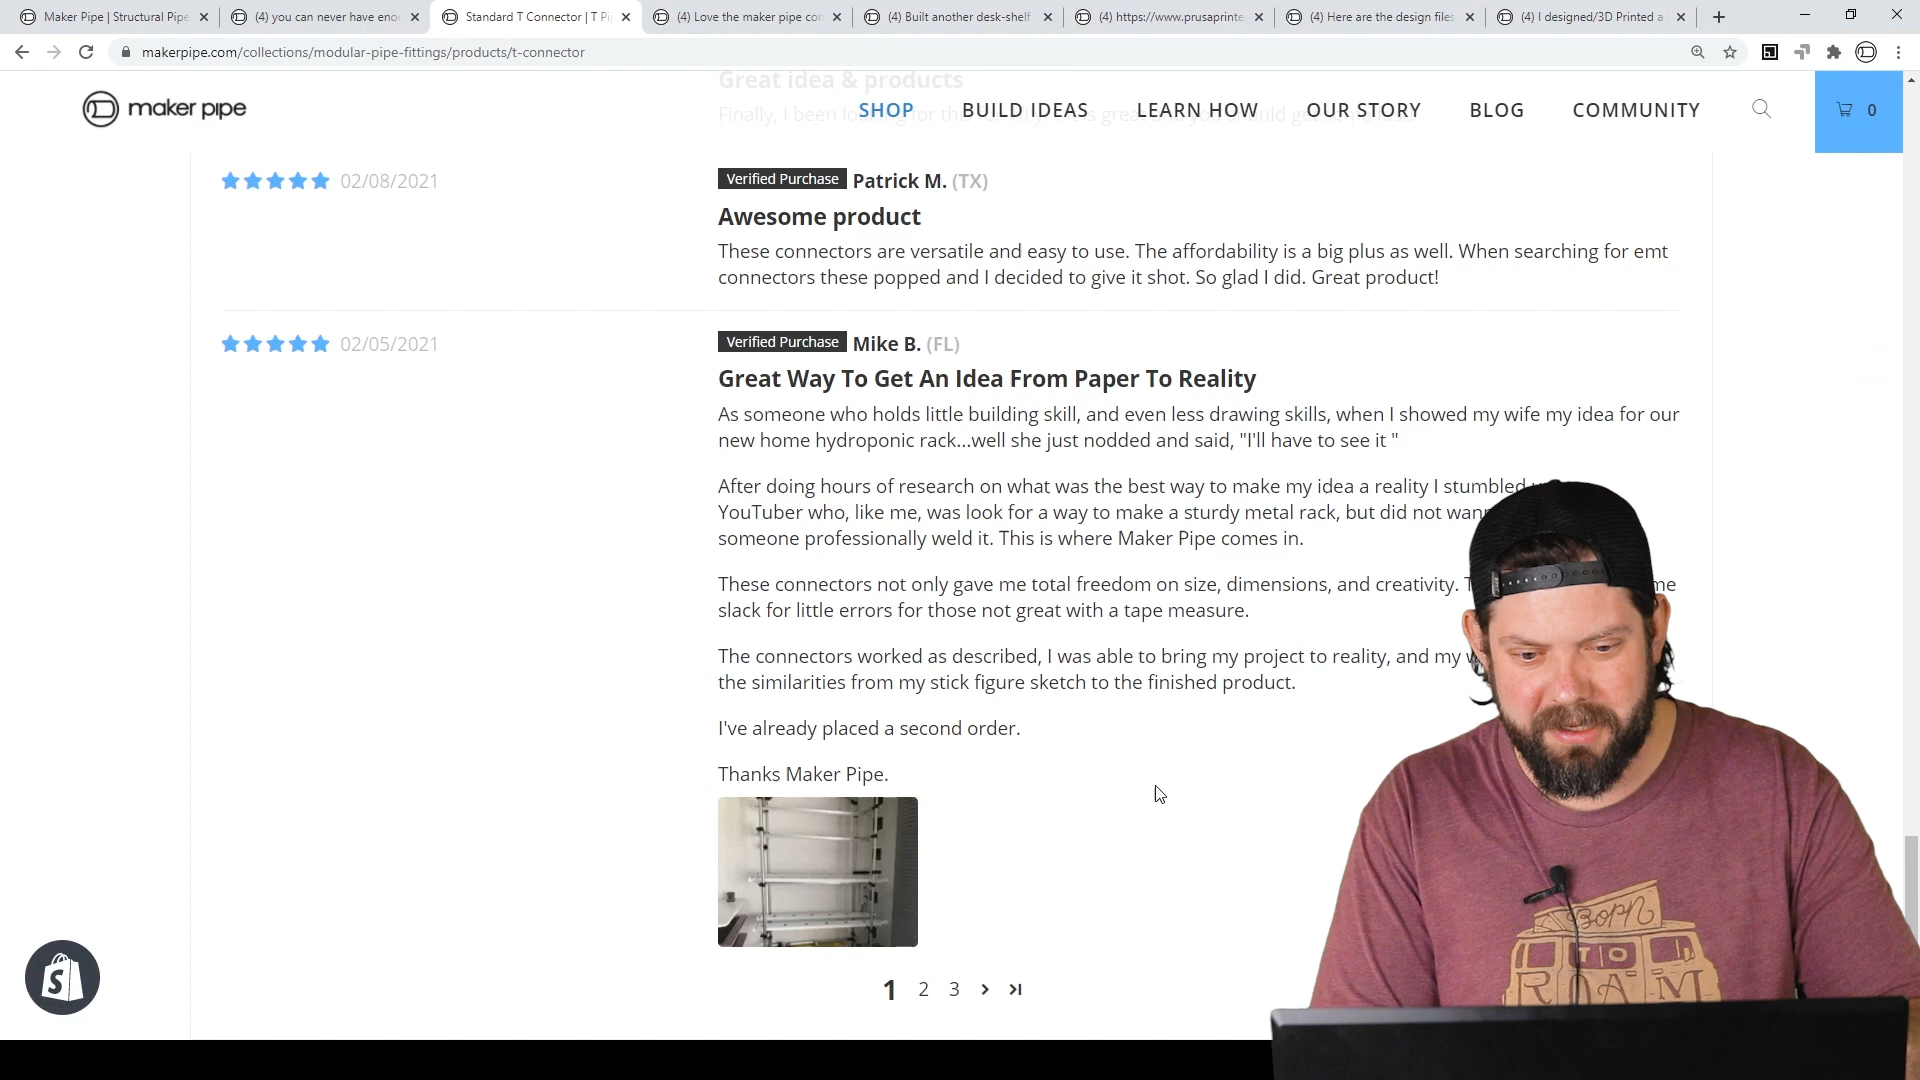 Maker Pipe | Structural Pipe
(4) you can never have eno
Standard T Connector | T Pi
(4) Love the maker pipe co
(4) Built another desk-shelf
(4) https://www.prusaprinte
(4) Here are the design files
(4) I designed/3D Printed a
makerpipe.com/collections/modular-pipe-fittings/products/t-connector
Great idea & products
maker pipe
SHOP BUILD IDEAS LEARN HOW OUR STORY BLOG COMMUNITY 0
Finally, I been
02/08/2021 Verified Purchase Patrick M. (TX)
Awesome product
These connectors are versatile and easy to use. The affordability is a big plus as well. When searching for emt
connectors these popped and I decided to give it shot. So glad I did. Great product!
02/05/2021 Verified Purchase Mike B. (FL)
Great Way To Get An Idea From Paper To Reality
As someone who holds little building skill, and even less drawing skills, when I showed my wife my idea for our
new home hydroponic rack...well she just nodded and said, "I'll have to see it "
After doing hours of research on what was the best way to make my idea a reality I stumbled
YouTuber who, like me, was look for a way to make a sturdy metal rack, but did not
someone professionally weld it. This is where Maker Pipe comes in.
These connectors not only gave me total freedom on size, dimensions, and creativity.
slack for little errors for those not great with a tape measure.
The connectors worked as described, I was able to bring my project to reality, and my
the similarities from my stick figure sketch to the finished product.
I've already placed a second order.
Thanks Maker Pipe.
1 2 3
BORN
TO
ROAM